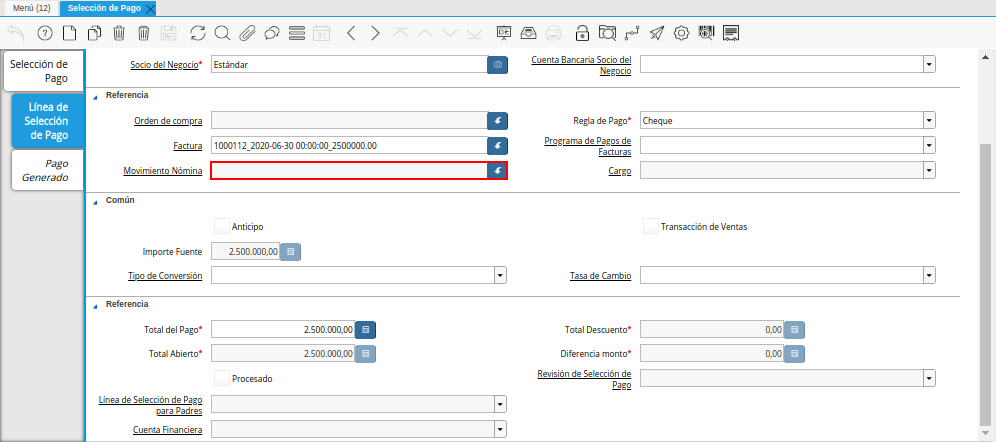 Menú (12)
Selección de Pago
Selección de
Pago
Línea de
Selección
de Pago
Pago
Generado
Socio del Negocio*
Estándar
Cuenta Bancaria Socio del
Negocio
Referencia
Orden de compra
Regla de Pago*
Cheque
Factura
1000112_2020-06-30 00:00:00_2500000.00
Programa de Pagos de
Facturas
Movimiento Nómina
Cargo
Común
Anticipo
Transacción de Ventas
Importe Fuente
2.500.000,00
Tipo de Conversión
Tasa de Cambio
Referencia
Total del Pago*
2.500.000,00
Total Descuento*
0,00
Total Abierto*
2.500.000,00
Diferencia monto*
0,00
Procesado
Revisión de Selección de
Pago
Línea de Selección de Pago
para Padres
Cuenta Financiera